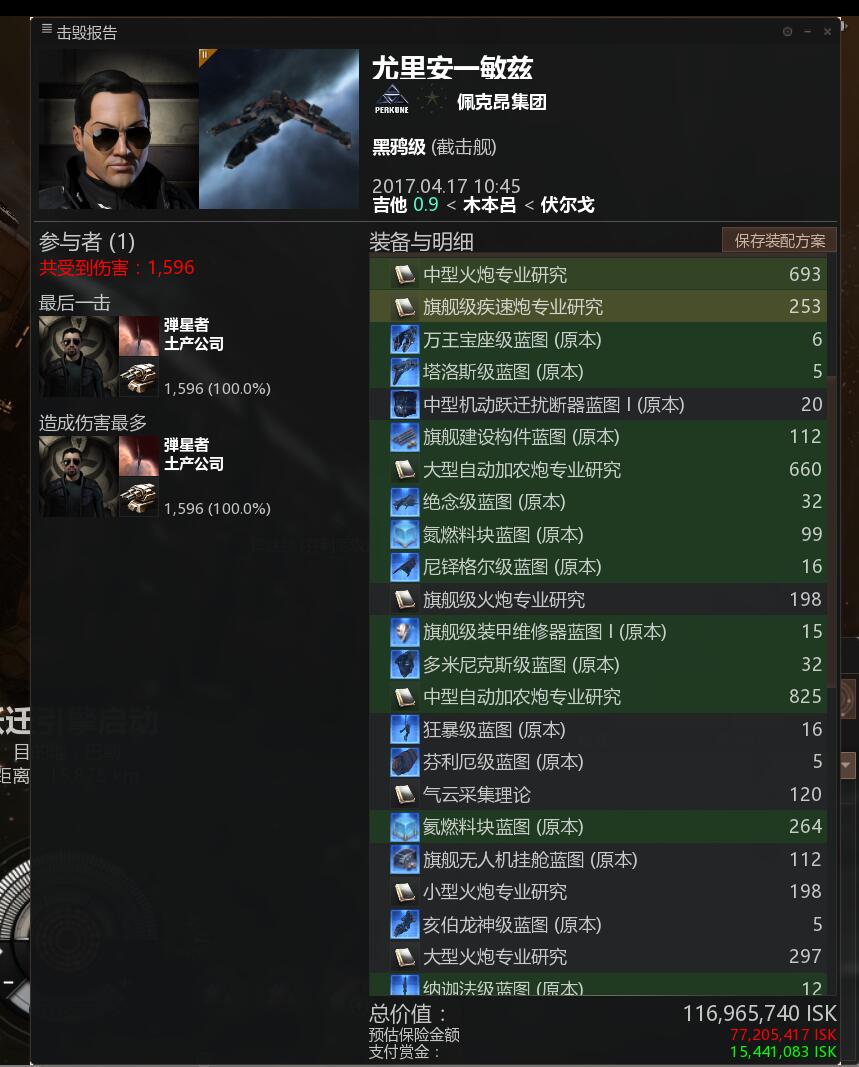 击毁报告
尤里安一敏兹
PERKONE
佩克昂集团
黑鸦级 (截击舰)
2017.04.17 10:45
吉他 0.9 < 木本吕 < 伏尔戈
参与者 (1)
共受到伤害：1,596
最后一击
弹星者
土产公司
1,596 (100.0%)
造成伤害最多
弹星者
土产公司
1,596 (100.0%)
装备与明细
保存装配方案
中型火炮专业研究 693
旗舰级疾速炮专业研究 253
万王宝座级蓝图 (原本) 6
塔洛斯级蓝图 (原本) 5
中型机动跃迁扰断器蓝图 I (原本) 20
旗舰建设构件蓝图 (原本) 112
大型自动加农炮专业研究 660
绝念级蓝图 (原本) 32
氮燃料块蓝图 (原本) 99
尼铎格尔级蓝图 (原本) 16
旗舰级火炮专业研究 198
旗舰级装甲维修器蓝图 I (原本) 15
多米尼克斯级蓝图 (原本) 32
中型自动加农炮专业研究 825
狂暴级蓝图 (原本) 16
芬利厄级蓝图 (原本) 5
气云采集理论 120
氦燃料块蓝图 (原本) 264
旗舰无人机挂舱蓝图 (原本) 112
小型火炮专业研究 198
亥伯龙神级蓝图 (原本) 5
大型火炮专业研究 297
纳迦法级蓝图 (原本) 12
总价值： 116,965,740 ISK
预估保险金额 77,205,417 ISK
支付赏金： 15,441,083 ISK
跃迁引擎启动
目
距离